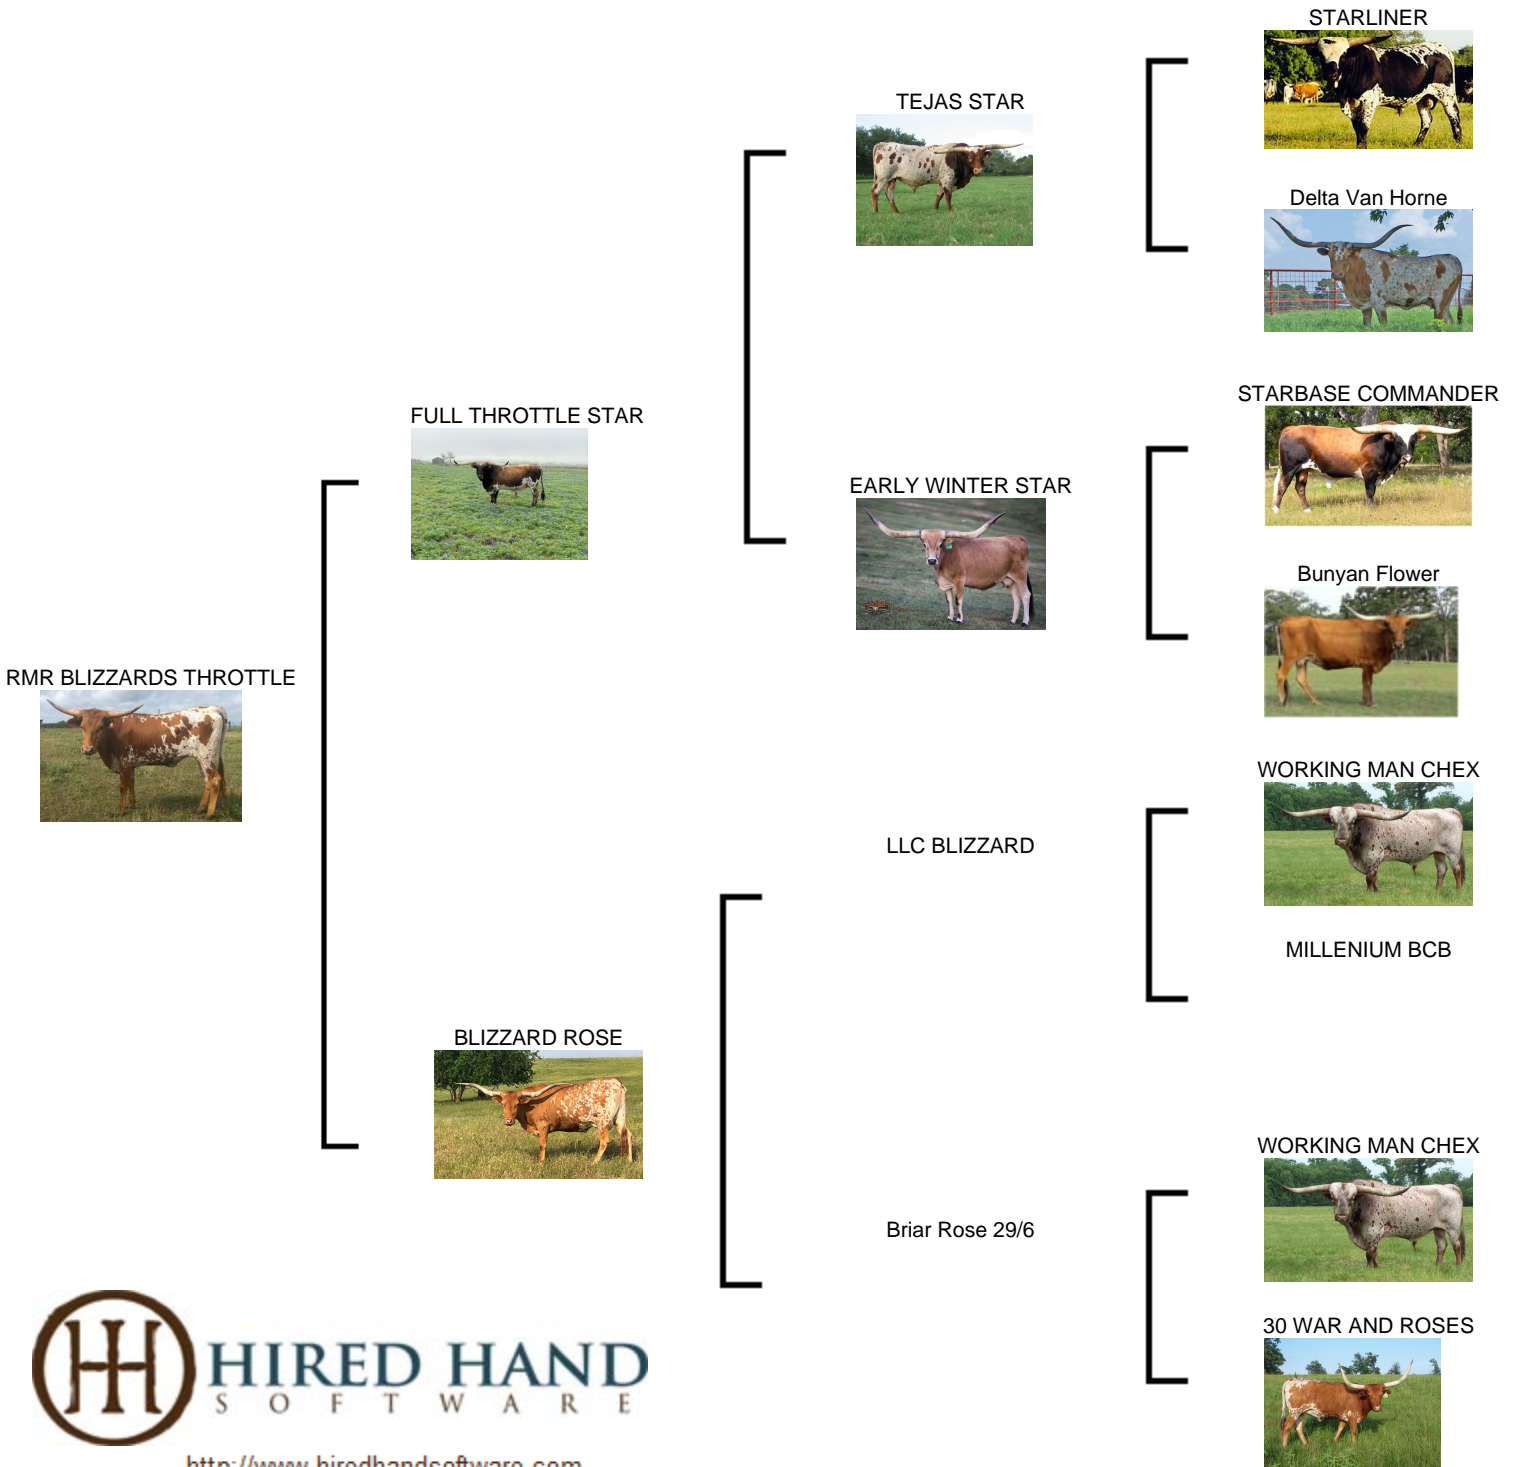 STARLINER
TEJAS STAR
Delta Van Horne
STARBASE COMMANDER
FULL THROTTLE STAR
EARLY WINTER STAR
Bunyan Flower
RMR BLIZZARDS THROTTLE
WORKING MAN CHEX
LLC BLIZZARD
MILLENIUM BCB
BLIZZARD ROSE
WORKING MAN CHEX
Briar Rose 29/6
30 WAR AND ROSES
HIRED HAND
SOFTWARE
http://www.hiredhandsoftware.com